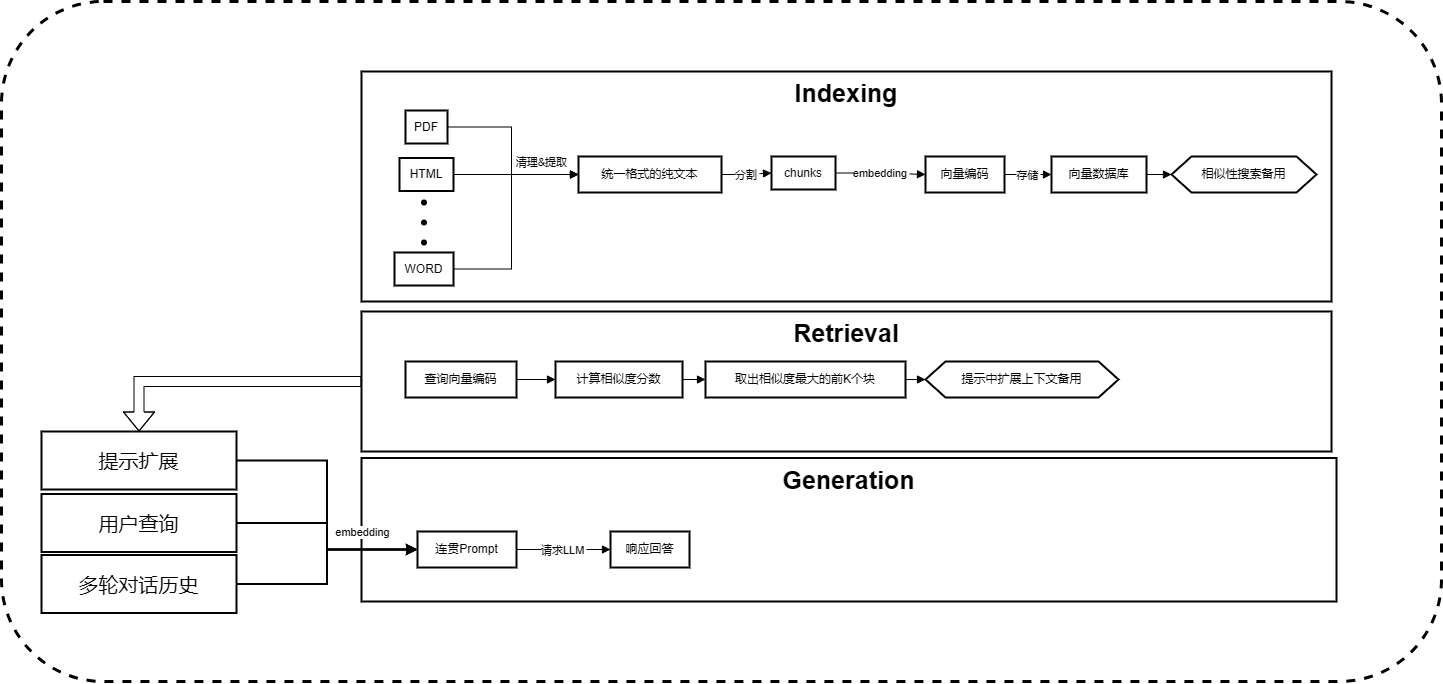 Indexing
PDF
HTML
WORD
清理&提取
统一格式的纯文本
分割
chunks
embedding
向量编码
存储
向量数据库
相似性搜索备用
Retrieval
查询向量编码
计算相似度分数
取出相似度最大的前K个块
提示中扩展上下文备用
提示扩展
用户查询
多轮对话历史
embedding
Generation
连贯Prompt
请求LLM
响应回答